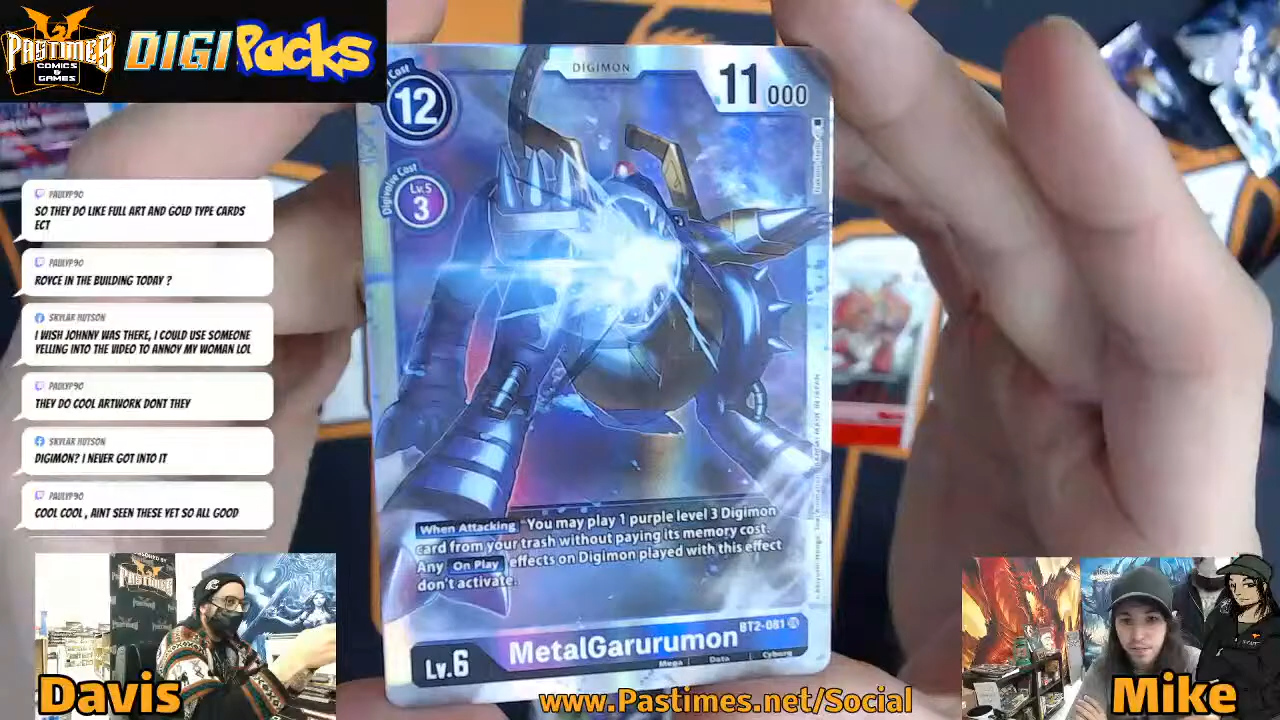 PASTIMES
COMICS
&
GAMES
DIGI PACKS
PAULYP90
SO THEY DO LIKE FULL ART AND GOLD TYPE CARDS
ECT
PAULYP90
ROYCE IN THE BUILDING TODAY ?
SKYLAR HUTSON
I WISH JOHNNY WAS THERE, I COULD USE SOMEONE
YELLING INTO THE VIDEO TO ANNOY MY WOMAN LOL
PAULYP90
THEY DO COOL ARTWORK DONT THEY
SKYLAR HUTSON
DIGIMON? I NEVER GOT INTO IT
PAULYP90
COOL COOL , AINT SEEN THESE YET SO ALL GOOD
DIGIMON
Cost
12
11000
Digivolve Cost
Lv.5
3
When Attacking You may play 1 purple level 3 Digimon
card from your trash without paying its memory cost.
Any On Play effects on Digimon played with this effect
don't activate.
BT2-081
MetalGarurumon
Lv.6
Mega Data Cyborg
PASTIMES
Davis
www.Pastimes.net/Social
Mike